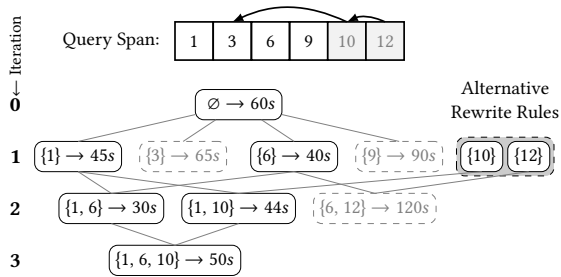 Query Span: 1 3 6 9 10 12
← Iteration
Alternative
Rewrite Rules
0 ∅ → 60s
1 {1} → 45s {3} → 65s {6} → 40s {9} → 90s {10} {12}
2 {1, 6} → 30s {1, 10} → 44s {6, 12} → 120s
3 {1, 6, 10} → 50s